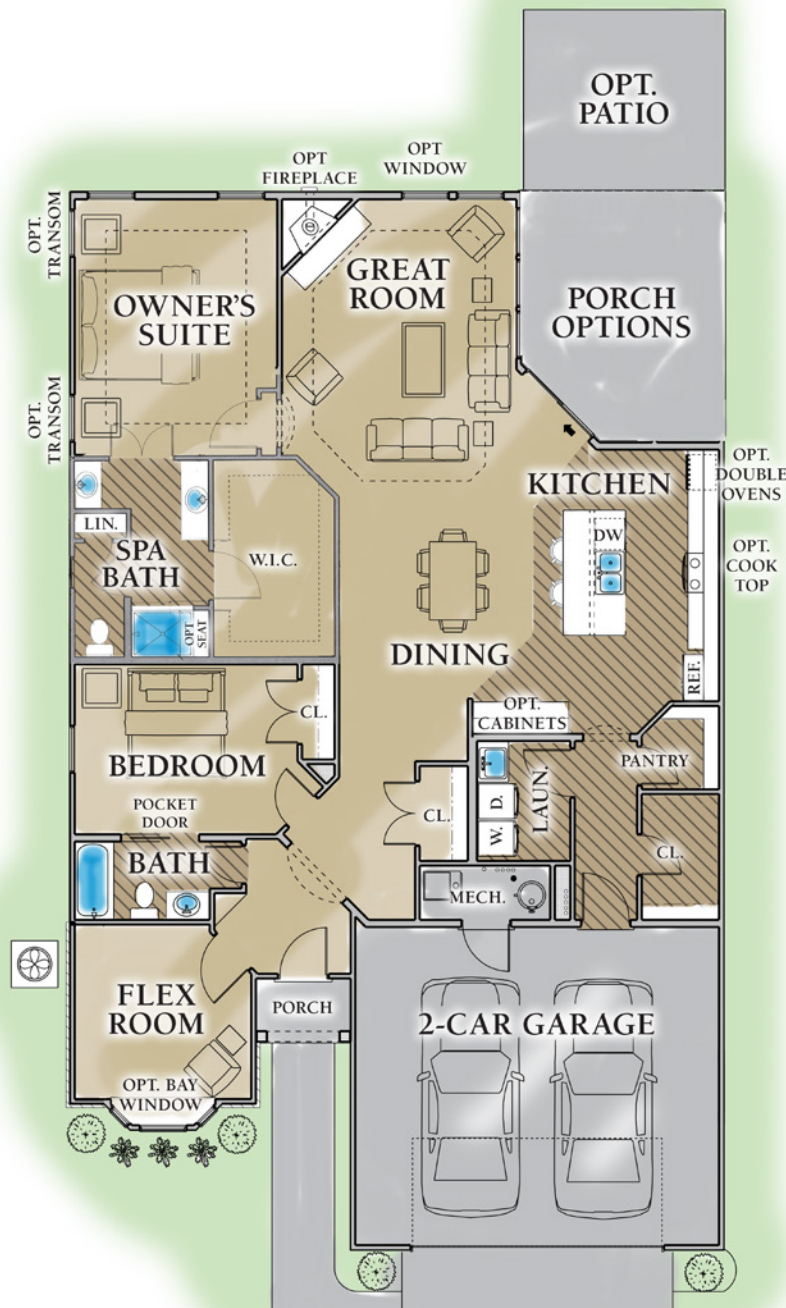 OPT.
PATIO
OPT
FIREPLACE
OPT
WINDOW
OPT.
TRANSOM
OWNER'S
SUITE
GREAT
ROOM
PORCH
OPTIONS
OPT.
TRANSOM
OPT.
DOUBLE
OVENS
KITCHEN
LIN.
SPA
BATH
W.I.C.
DW
OPT.
COOK
TOP
OPT
SEAT
DINING
REF.
CL.
OPT.
CABINETS
BEDROOM
PANTRY
POCKET
DOOR
D.
W.
LAUN.
CL.
BATH
CL.
MECH.
FLEX
ROOM
PORCH
2-CAR GARAGE
OPT. BAY
WINDOW